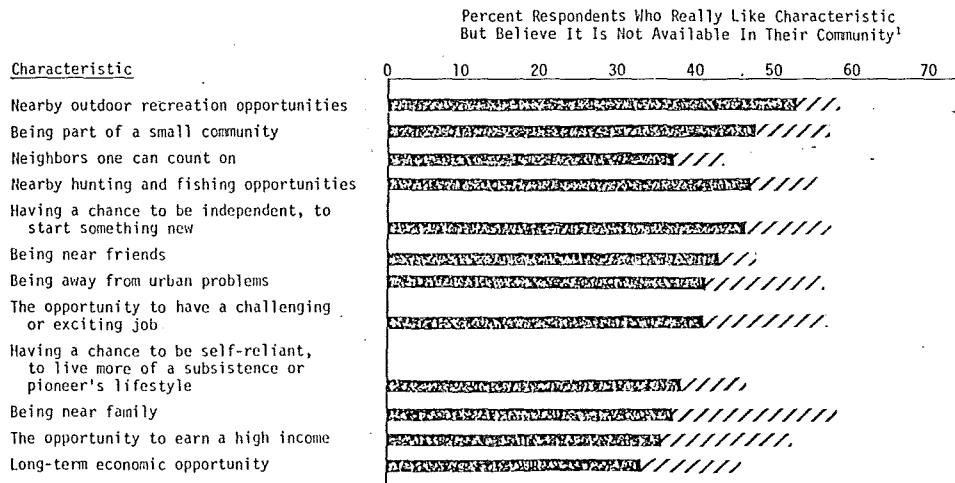 Percent Respondents Who Really Like Characteristic
But Believe It Is Not Available In Their Community¹
Characteristic
0 10 20 30 40 50 60 70
Nearby outdoor recreation opportunities
Being part of a small community
Neighbors one can count on
Nearby hunting and fishing opportunities
Having a chance to be independent, to
start something new
Being near friends
Being away from urban problems
The opportunity to have a challenging
or exciting job
Having a chance to be self-reliant,
to live more of a subsistence or
pioneer's lifestyle
Being near family
The opportunity to earn a high income
Long-term economic opportunity